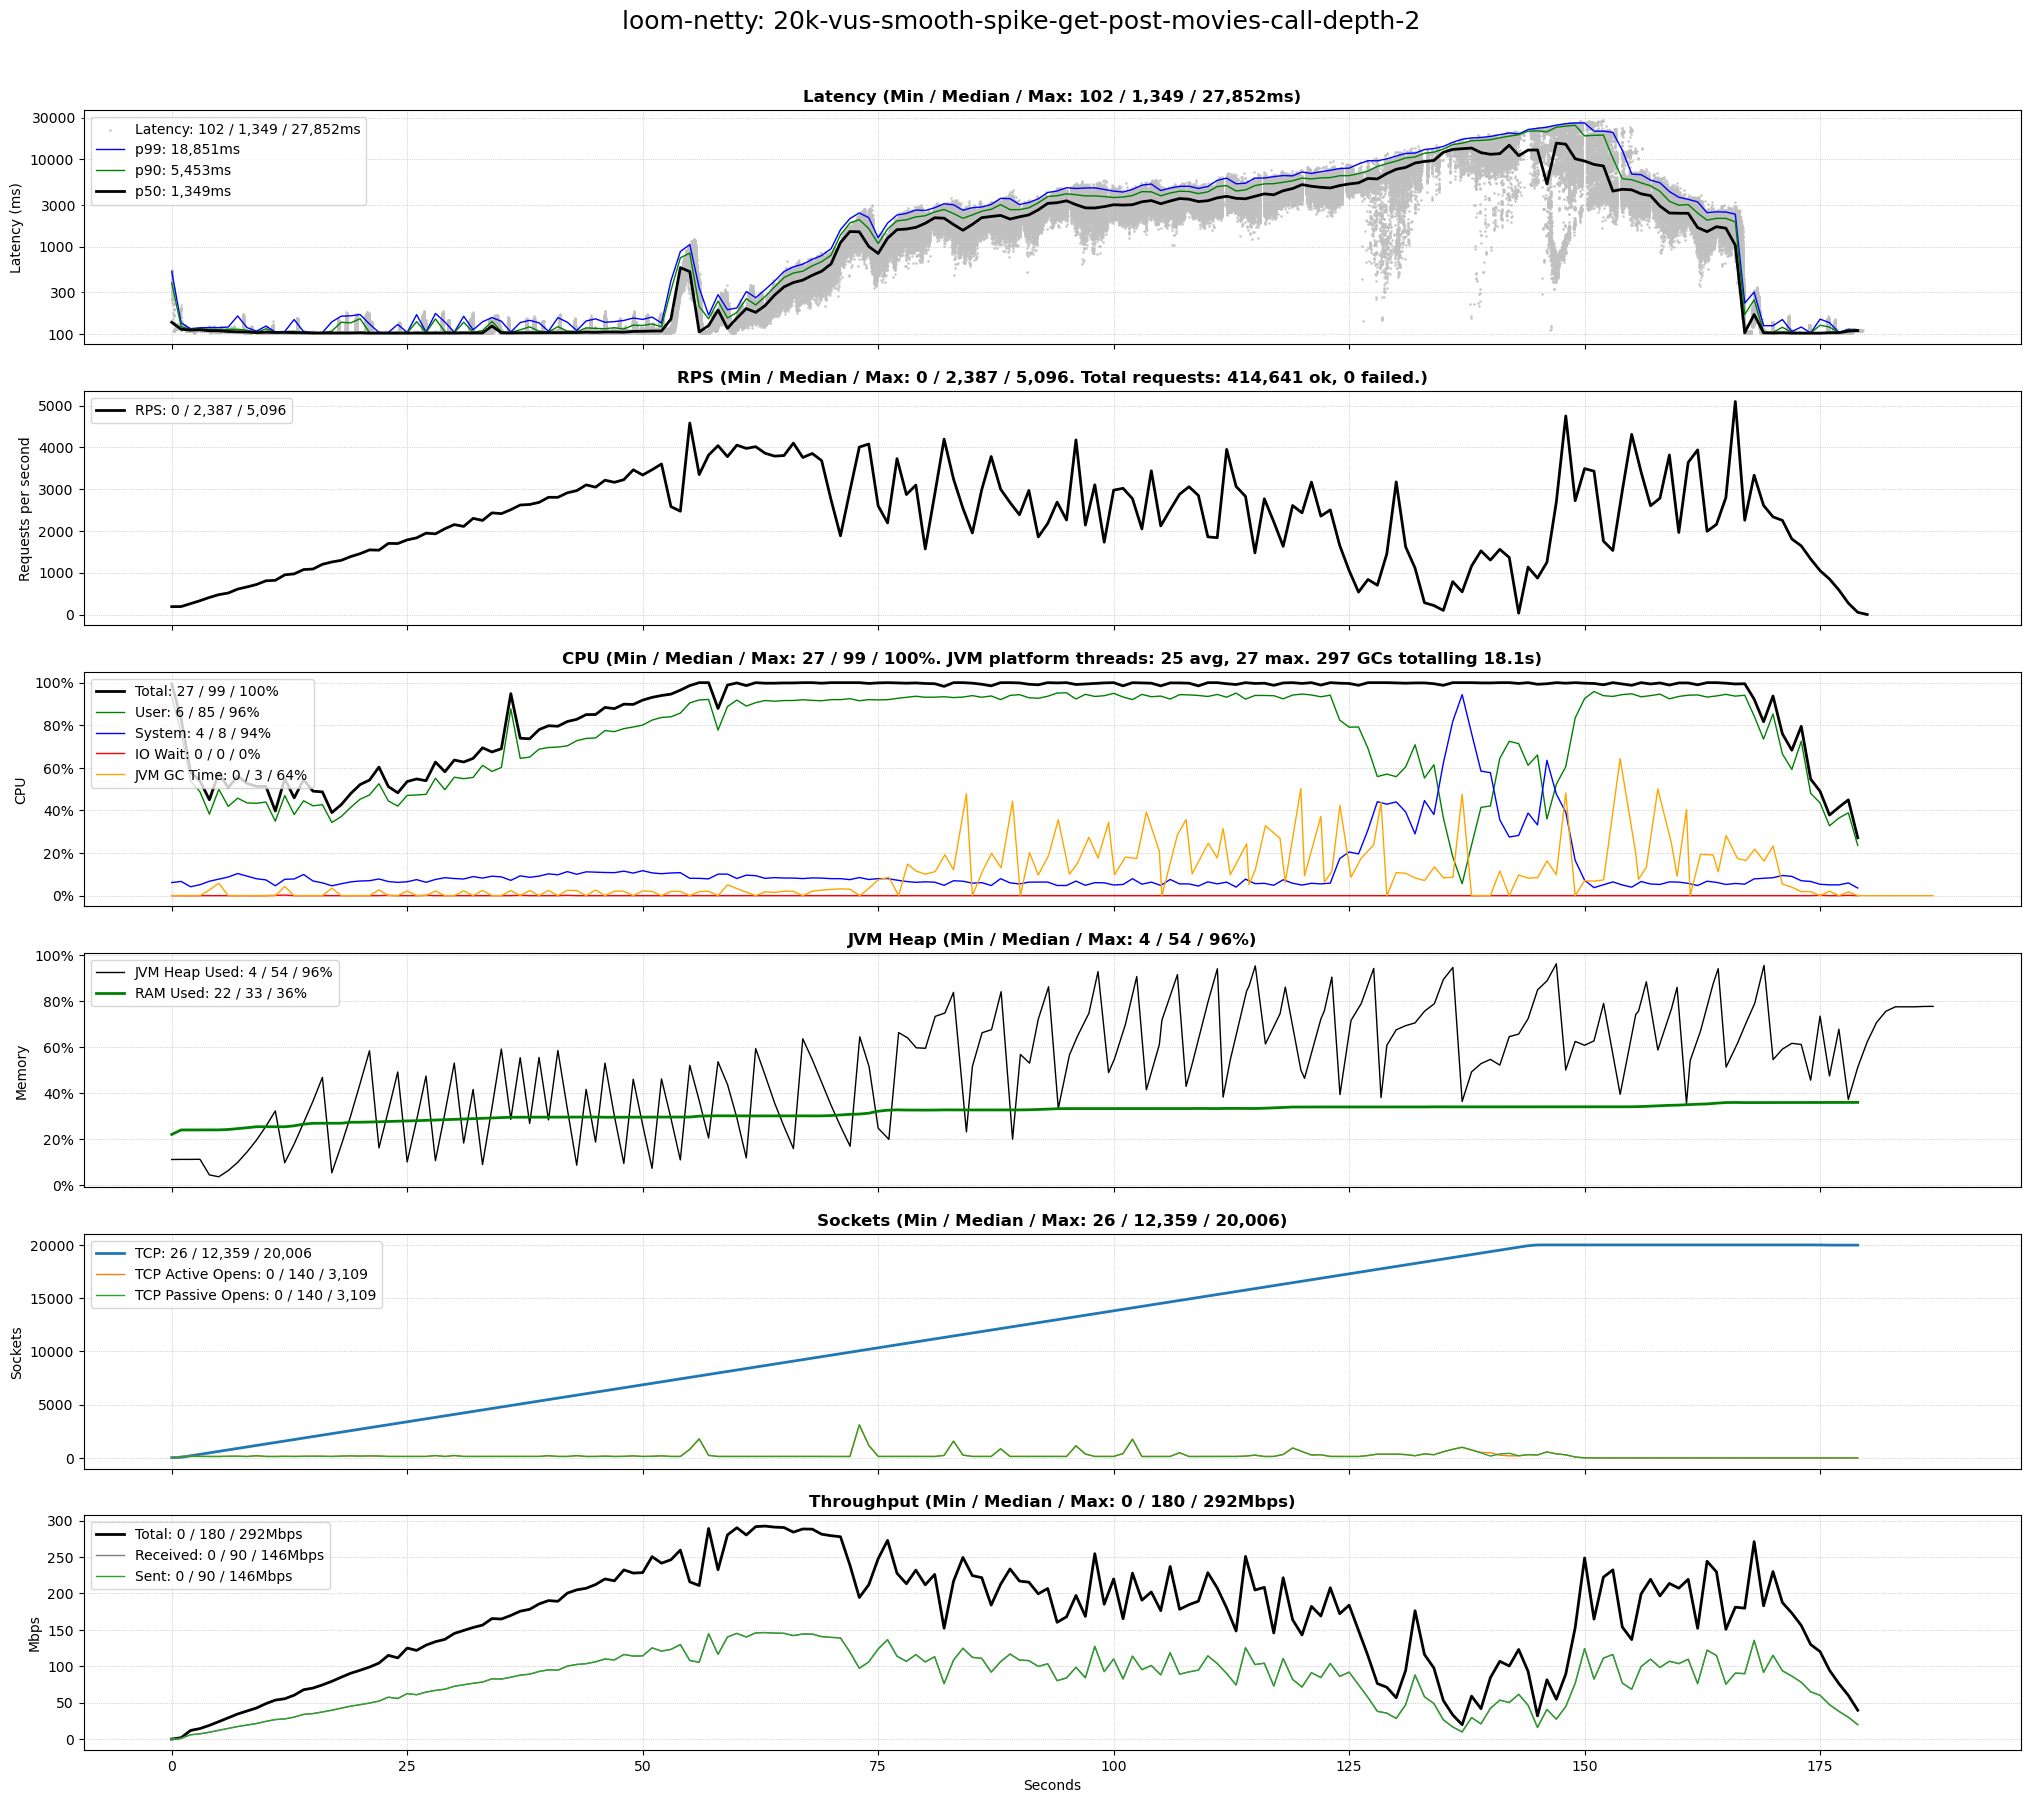 loom-netty: 20k-vus-smooth-spike-get-post-movies-call-depth-2
Latency (Min / Median / Max: 102 / 1,349 / 27,852ms)
Latency (ms)
30000
10000
3000
1000
300
100
Latency: 102 / 1,349 / 27,852ms
p99: 18,851ms
p90: 5,453ms
p50: 1,349ms
RPS (Min / Median / Max: 0 / 2,387 / 5,096. Total requests: 414,641 ok, 0 failed.)
Requests per second
5000
4000
3000
2000
1000
0
RPS: 0 / 2,387 / 5,096
CPU (Min / Median / Max: 27 / 99 / 100%. JVM platform threads: 25 avg, 27 max. 297 GCs totalling 18.1s)
CPU
100%
80%
60%
40%
20%
0%
Total: 27 / 99 / 100%
User: 6 / 85 / 96%
System: 4 / 8 / 94%
IO Wait: 0 / 0 / 0%
JVM GC Time: 0 / 3 / 64%
JVM Heap (Min / Median / Max: 4 / 54 / 96%)
Memory
100%
80%
60%
40%
20%
0%
JVM Heap Used: 4 / 54 / 96%
RAM Used: 22 / 33 / 36%
Sockets (Min / Median / Max: 26 / 12,359 / 20,006)
Sockets
20000
15000
10000
5000
0
TCP: 26 / 12,359 / 20,006
TCP Active Opens: 0 / 140 / 3,109
TCP Passive Opens: 0 / 140 / 3,109
Throughput (Min / Median / Max: 0 / 180 / 292Mbps)
Mbps
300
250
200
150
100
50
0
Total: 0 / 180 / 292Mbps
Received: 0 / 90 / 146Mbps
Sent: 0 / 90 / 146Mbps
0 25 50 75 100 125 150 175
Seconds